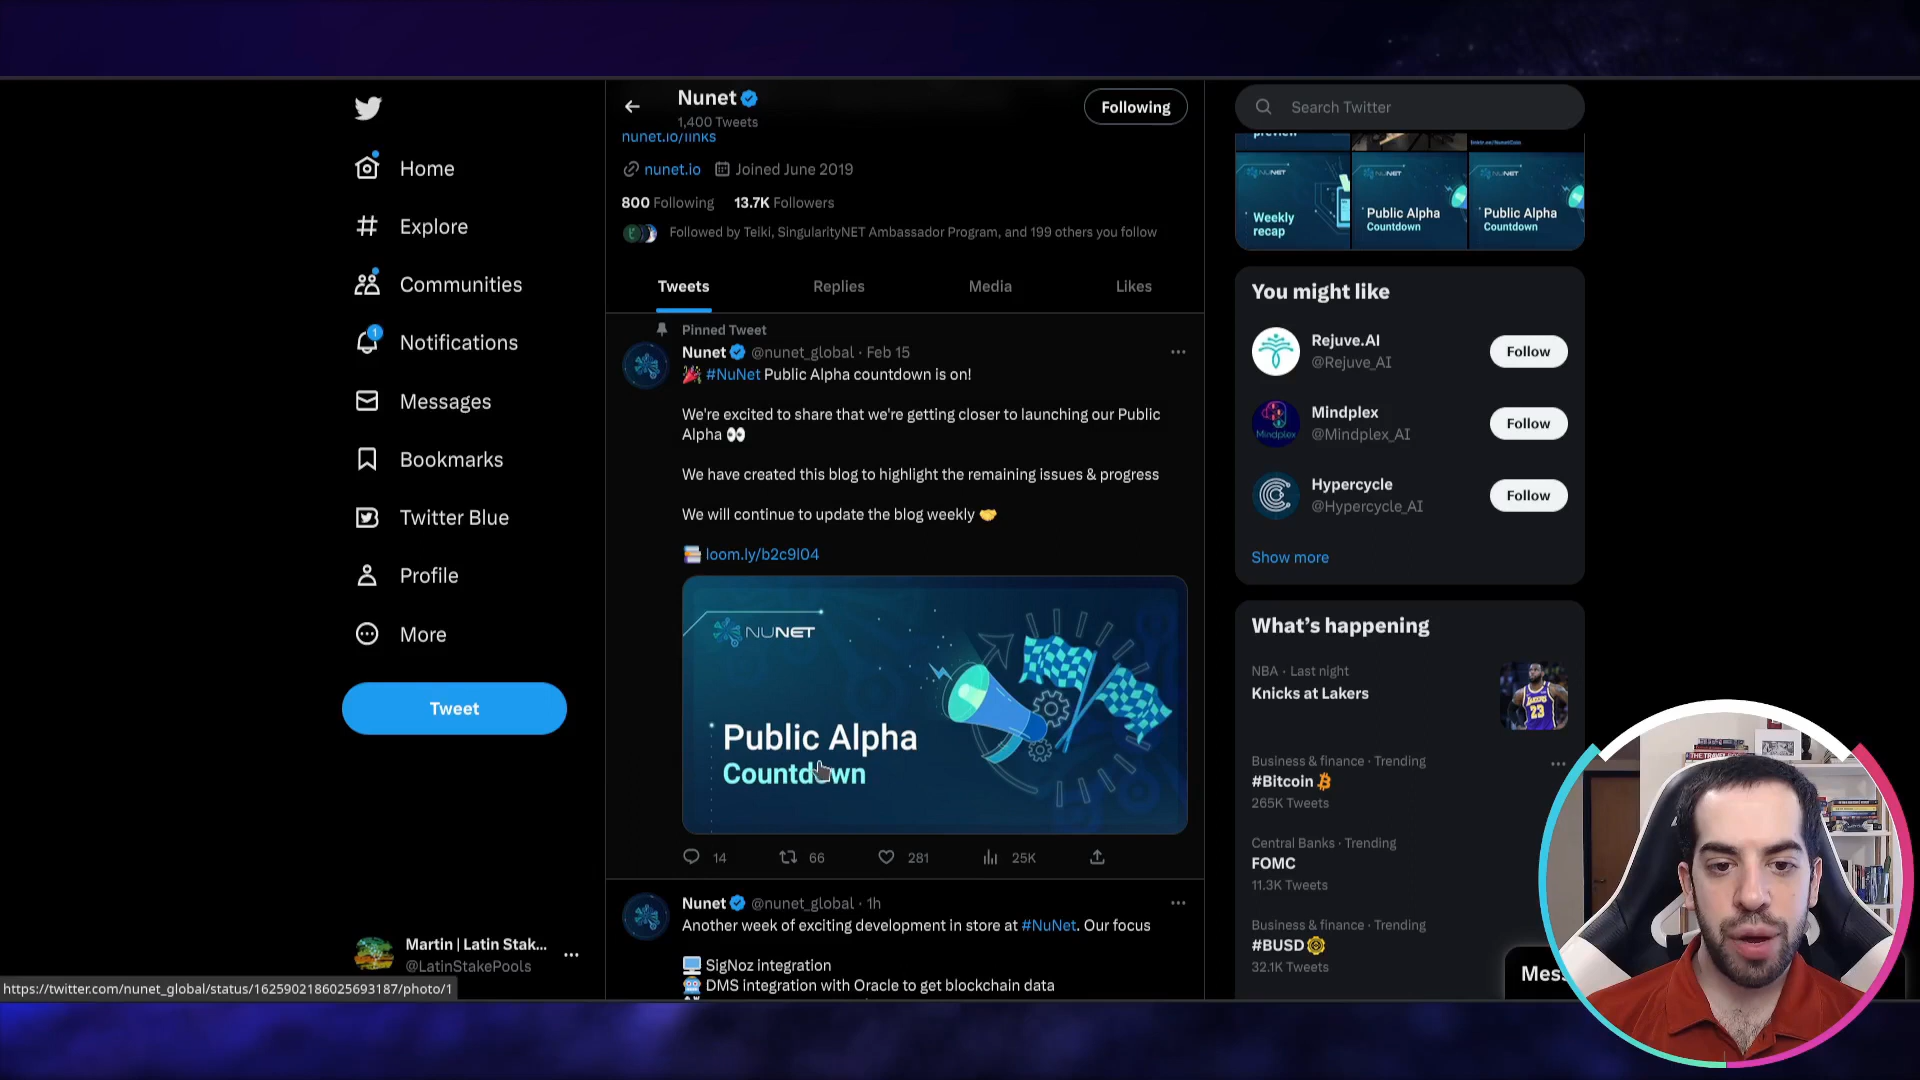 Home
Explore
Communities
1
Notifications
Messages
Bookmarks
Twitter Blue
Profile
More
Tweet
Martin | Latin Stak...
@LatinStakePools
https://twitter.com/nunet_global/status/1625902186025693187/photo/1
Nunet
1,400 Tweets
Following
nunet.io/links
nunet.io Joined June 2019
800 Following 13.7K Followers
Followed by Teiki, SingularityNET Ambassador Program, and 199 others you follow
Tweets Replies Media Likes
Pinned Tweet
Nunet @nunet_global · Feb 15
#NuNet Public Alpha countdown is on!
We're excited to share that we're getting closer to launching our Public
Alpha 👀
We have created this blog to highlight the remaining issues & progress
We will continue to update the blog weekly 🤝
loom.ly/b2c9l04
NUNET
Public Alpha
Countdown
14 66 281 25K
Nunet @nunet_global · 1h
Another week of exciting development in store at #NuNet. Our focus
SigNoz integration
DMS integration with Oracle to get blockchain data
Search Twitter
preview
NUNET
Weekly
recap
NUNET
Public Alpha
Countdown
NUNET
Public Alpha
Countdown
You might like
Rejuve.AI
@Rejuve_AI
Follow
Mindplex
Mindplex
@Mindplex_AI
Follow
Hypercycle
@Hypercycle_AI
Follow
Show more
What's happening
NBA · Last night
Knicks at Lakers
23
Business & finance · Trending
#Bitcoin
265K Tweets
Central Banks · Trending
FOMC
11.3K Tweets
Business & finance · Trending
#BUSD
32.1K Tweets